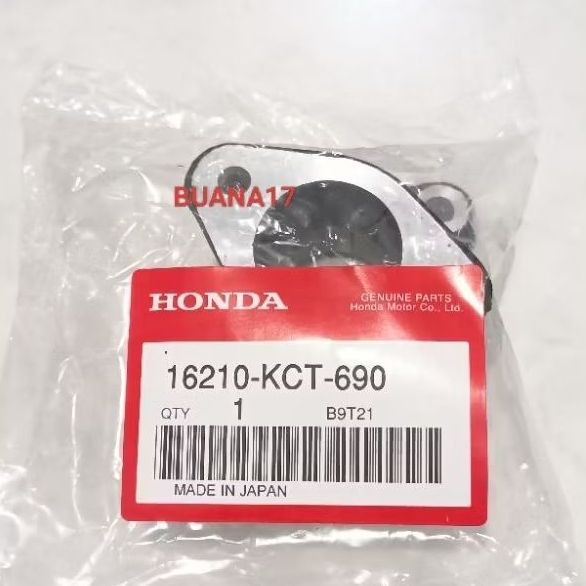 BUANA17
HONDA
GENUINE PARTS
Honda Motor Co., Ltd.
16210-KCT-690
QTY 1 B9T21
MADE IN JAPAN